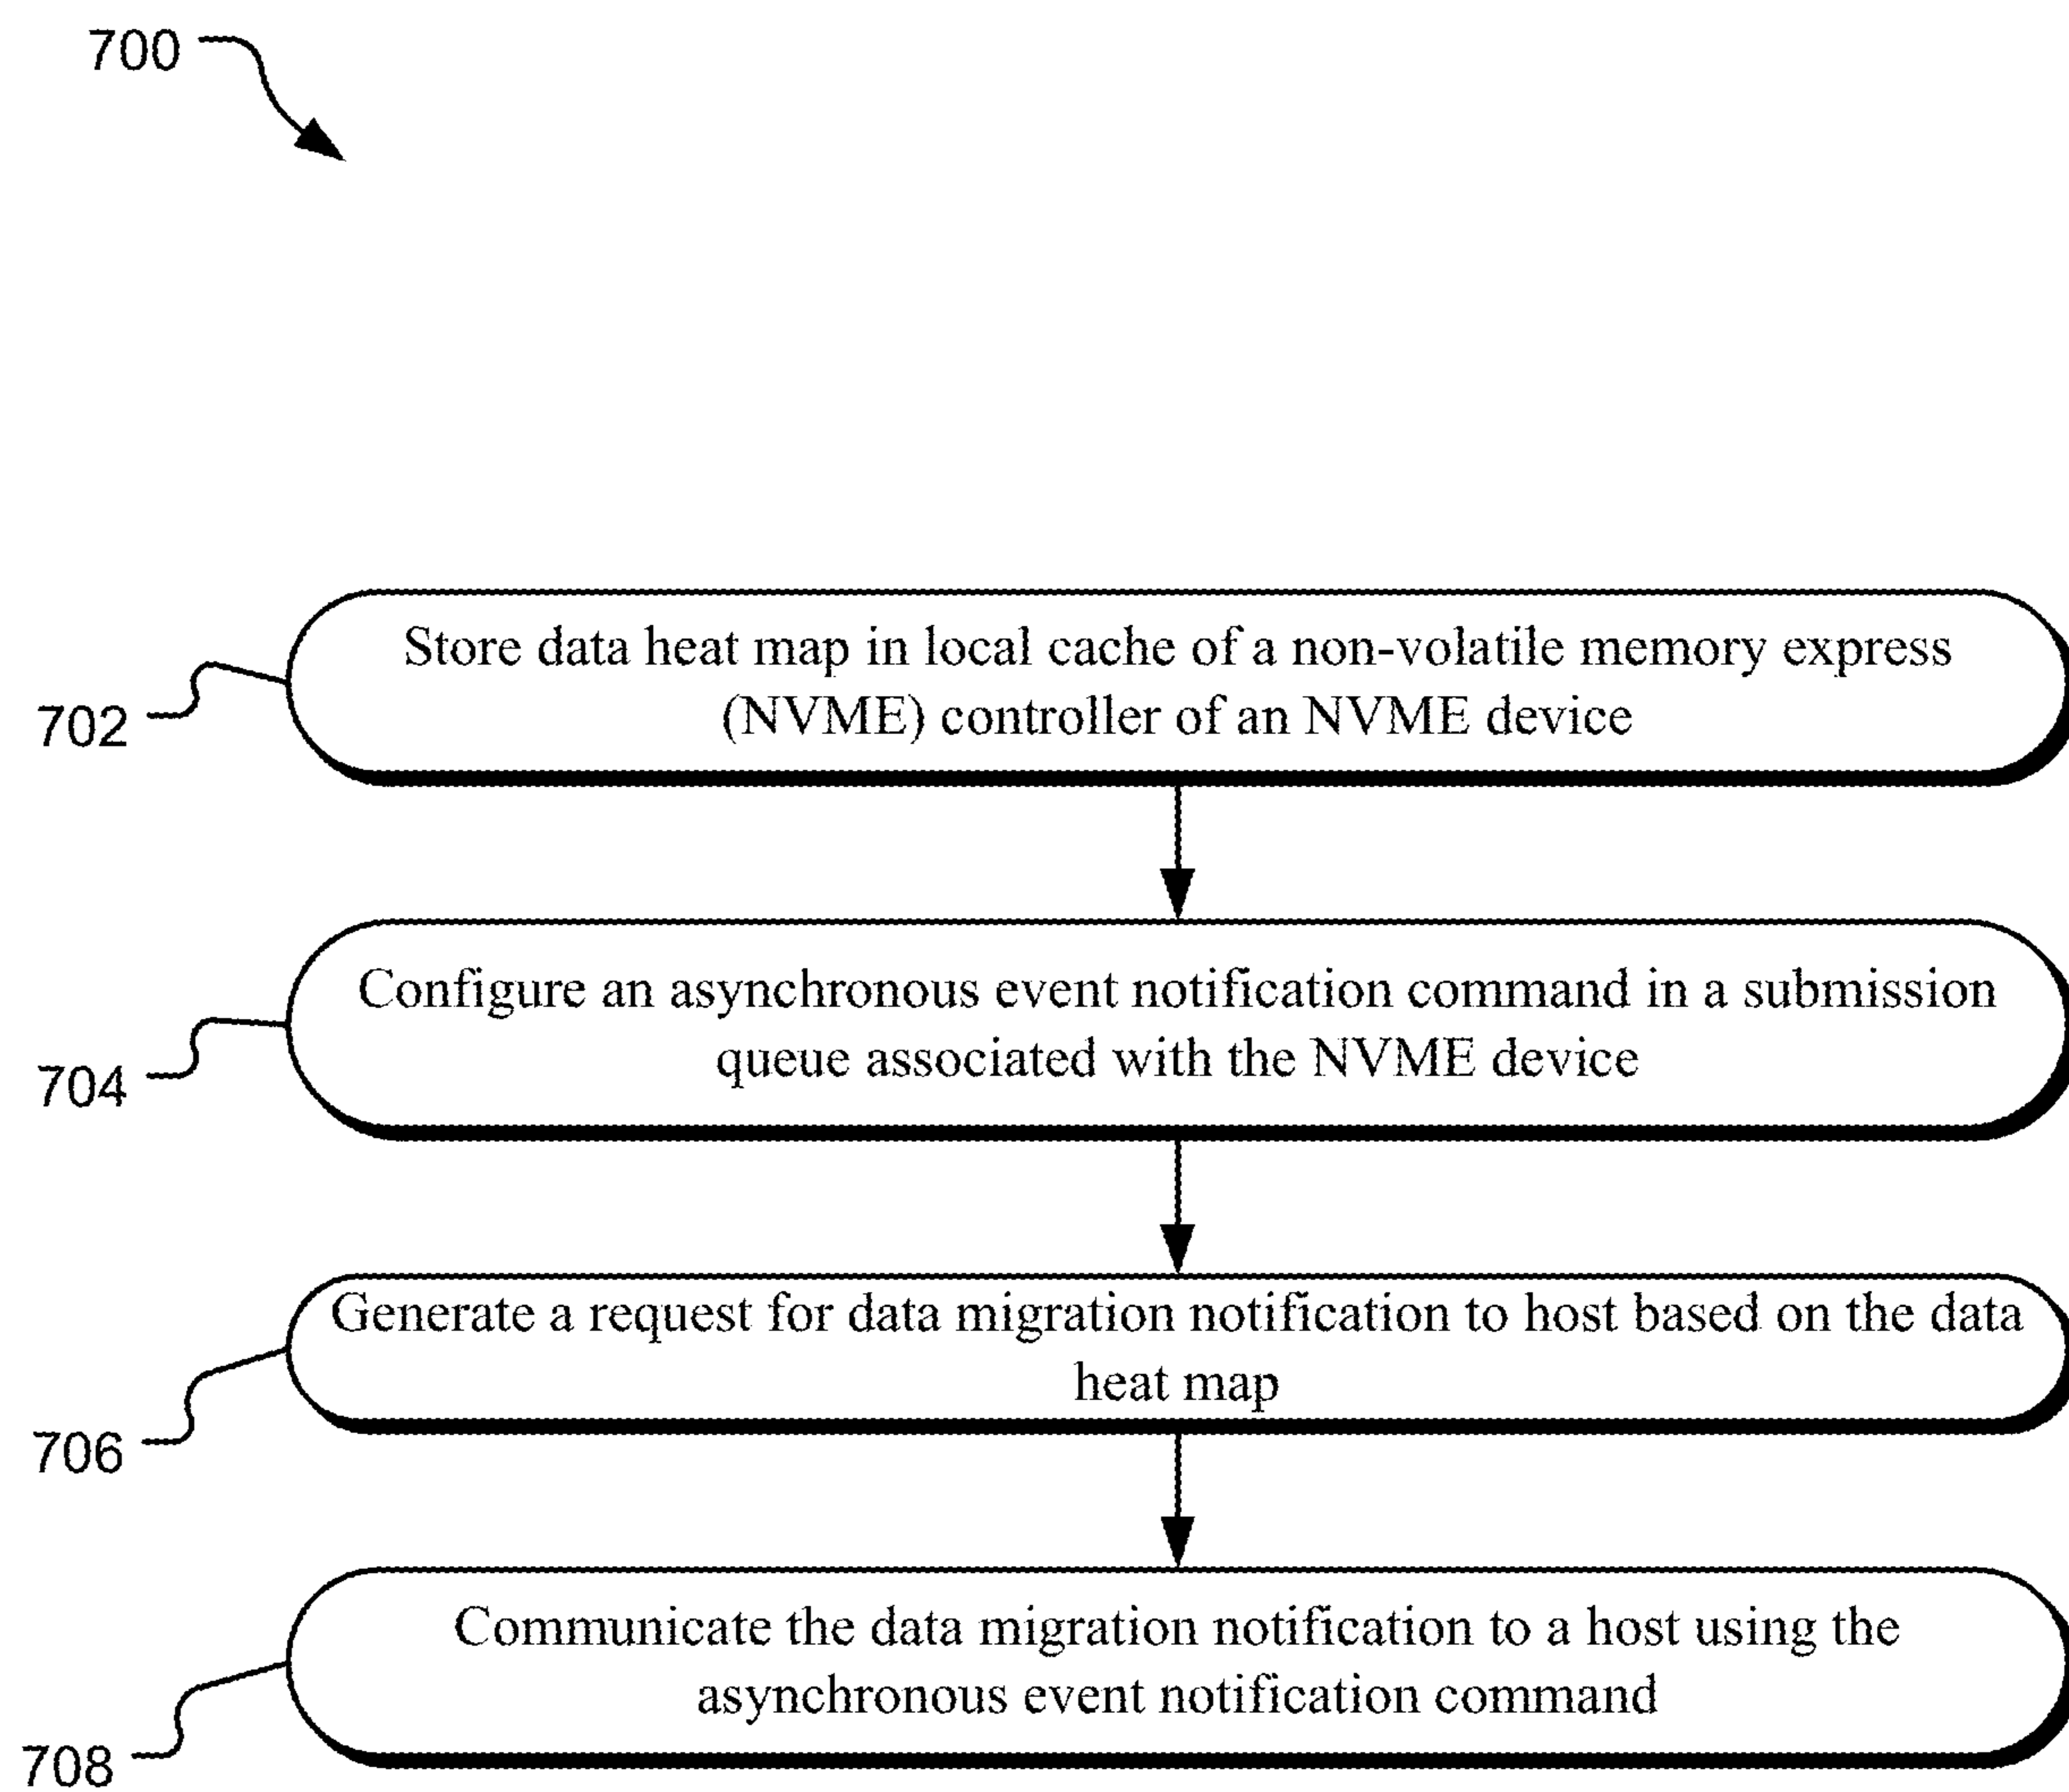 700
Store data heat map in local cache of a non-volatile memory express
(NVME) controller of an NVME device
702
Configure an asynchronous event notification command in a submission
queue associated with the NVME device
704
Generate a request for data migration notification to host based on the data
heat map
706
Communicate the data migration notification to a host using the
asynchronous event notification command
708